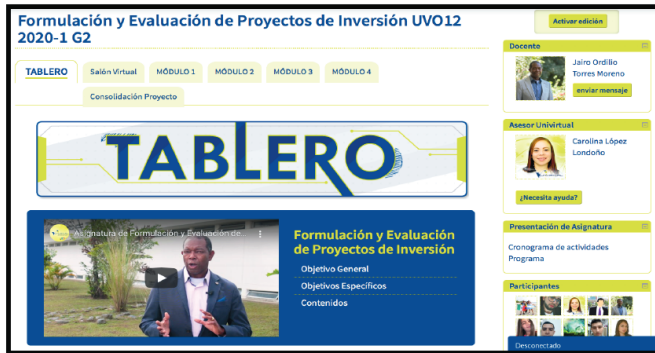 Formulación y Evaluación de Proyectos de Inversión UVO12
2020-1 G2
Activar edición
TABLERO
Salón Virtual
MÓDULO 1
MÓDULO 2
MÓDULO 3
MÓDULO 4
Consolidación Proyecto
TABLERO
Asignatura de Formulación y Evaluación de...
Formulación y Evaluación
de Proyectos de Inversión
Objetivo General
Objetivos Específicos
Contenidos
Docente
Jairo Ordilio
Torres Moreno
enviar mensaje
Asesor Univirtual
Carolina López
Londoño
¿Necesita ayuda?
Presentación de Asignatura
Cronograma de actividades
Programa
Participantes
Desconectado